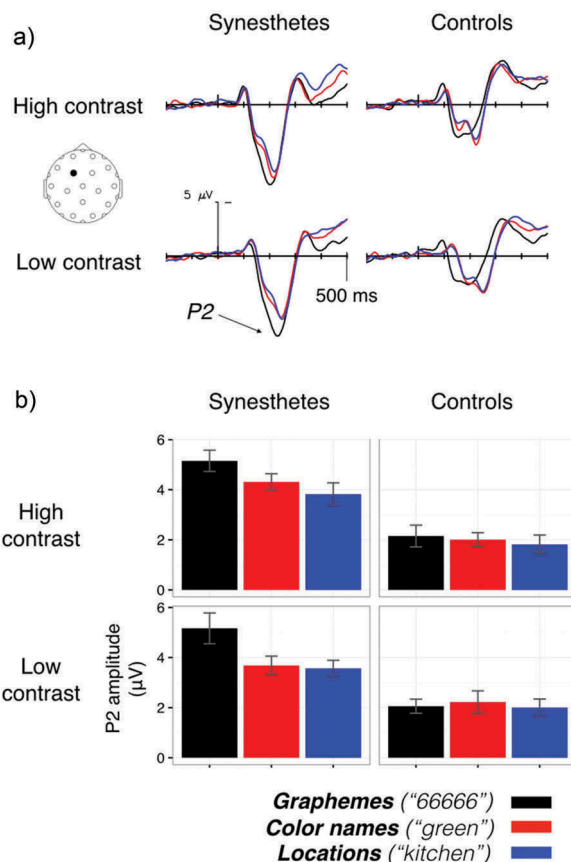 a)
Synesthetes Controls
High contrast
5 μV
Low contrast
500 ms
P2
b)
Synesthetes Controls
6
4
2
0
High
contrast
6
4
2
0
Low
contrast
P2 amplitude
(μV)
Graphemes (“66666”)
Color names (“green”)
Locations (“kitchen”)